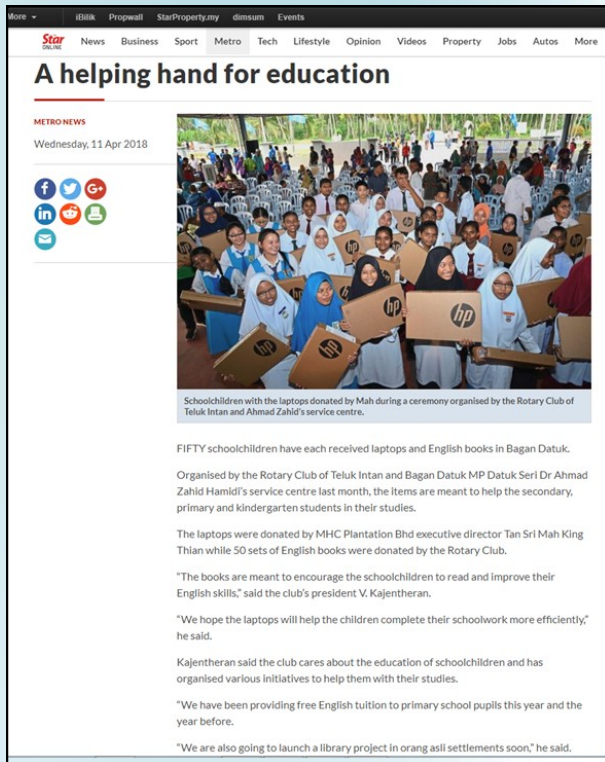 More
iBilik Propwall StarProperty.my dimsum Events
Star ONLINE News Business Sport Metro Tech Lifestyle Opinion Videos Property Jobs Autos More
A helping hand for education
METRO NEWS
Wednesday, 11 Apr 2018
hp hp hp hp hp
Schoolchildren with the laptops donated by Mah during a ceremony organised by the Rotary Club of
Teluk Intan and Ahmad Zahid's service centre.
FIFTY schoolchildren have each received laptops and English books in Bagan Datuk.
Organised by the Rotary Club of Teluk Intan and Bagan Datuk MP Datuk Seri Dr Ahmad
Zahid Hamidi's service centre last month, the items are meant to help the secondary,
primary and kindergarten students in their studies.
The laptops were donated by MHC Plantation Bhd executive director Tan Sri Mah King
Thian while 50 sets of English books were donated by the Rotary Club.
"The books are meant to encourage the schoolchildren to read and improve their
English skills," said the club's president V. Kajentheran.
"We hope the laptops will help the children complete their schoolwork more efficiently,"
he said.
Kajentheran said the club cares about the education of schoolchildren and has
organised various initiatives to help them with their studies.
"We have been providing free English tuition to primary school pupils this year and the
year before.
"We are also going to launch a library project in orang asli settlements soon," he said.